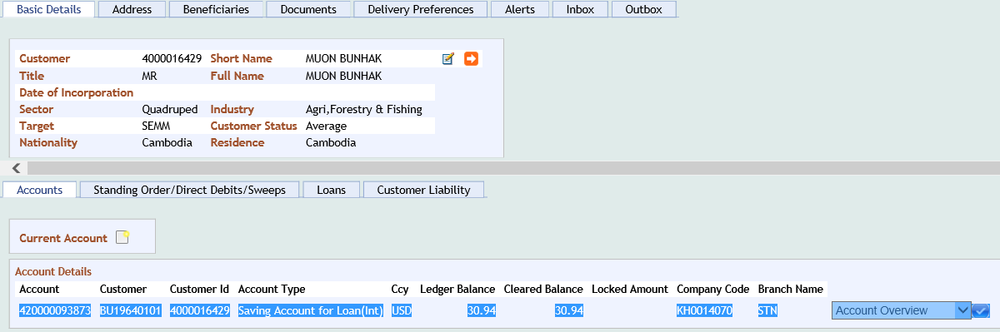 Basic Details Address Beneficiaries Documents Delivery Preferences Alerts Inbox Outbox
Customer 4000016429 Short Name MUON BUNHAK
Title MR Full Name MUON BUNHAK
Date of Incorporation
Sector Quadruped Industry Agri,Forestry & Fishing
Target SEMM Customer Status Average
Nationality Cambodia Residence Cambodia
Accounts Standing Order/Direct Debits/Sweeps Loans Customer Liability
Current Account
Account Details
Account Customer Customer Id Account Type Ccy Ledger Balance Cleared Balance Locked Amount Company Code Branch Name
420000093873 BU19640101 4000016429 Saving Account for Loan(Int) USD 30.94 30.94 KH0014070 STN Account Overview